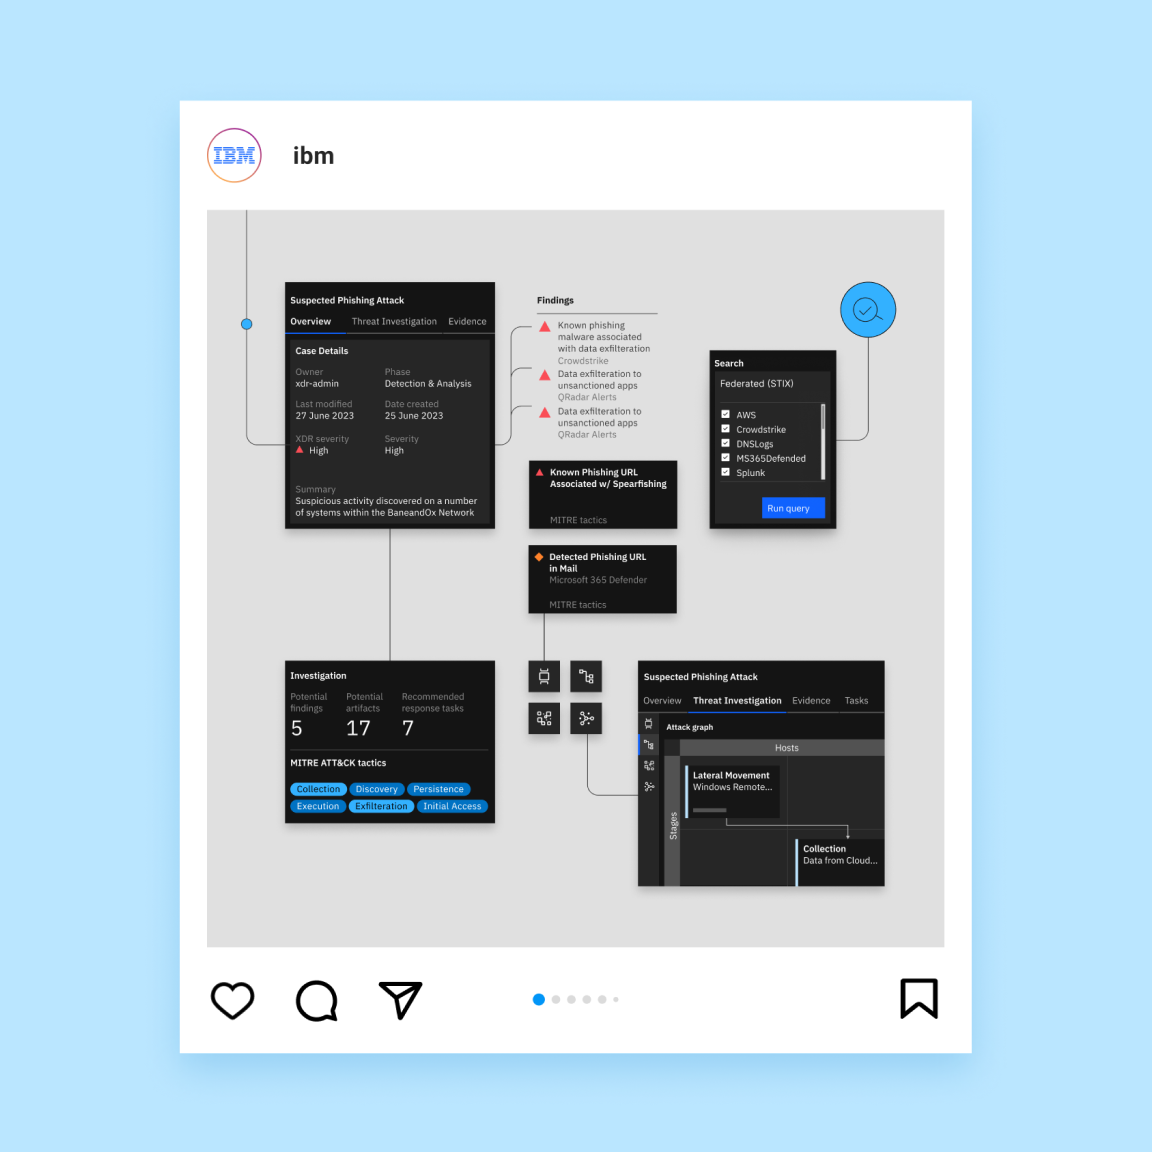 IBM
ibm
Suspected Phishing Attack
Overview Threat Investigation Evidence
Case Details
Owner Phase
xdr-admin Detection & Analysis
Last modified Date created
27 June 2023 25 June 2023
XDR severity Severity
High High
Summary
Suspicious activity discovered on a number
of systems within the BaneandOx Network
Findings
Known phishing
malware associated
with data exfilteration
Crowdstrike
Data exfilteration to
unsanctioned apps
QRadar Alerts
Data exfilteration to
unsanctioned apps
QRadar Alerts
Known Phishing URL
Associated w/ Spearfishing
MITRE tactics
Detected Phishing URL
in Mail
Microsoft 365 Defender
MITRE tactics
Search
Federated (STIX)
AWS
Crowdstrike
DNSLogs
MS365Defended
Splunk
Run query
Investigation
Potential Potential Recommended
findings artifacts response tasks
5 17 7
MITRE ATT&CK tactics
Collection Discovery Persistence
Execution Exfilteration Initial Access
Suspected Phishing Attack
Overview Threat Investigation Evidence Tasks
Attack graph
Hosts
Stages
Lateral Movement
Windows Remote...
Collection
Data from Cloud...